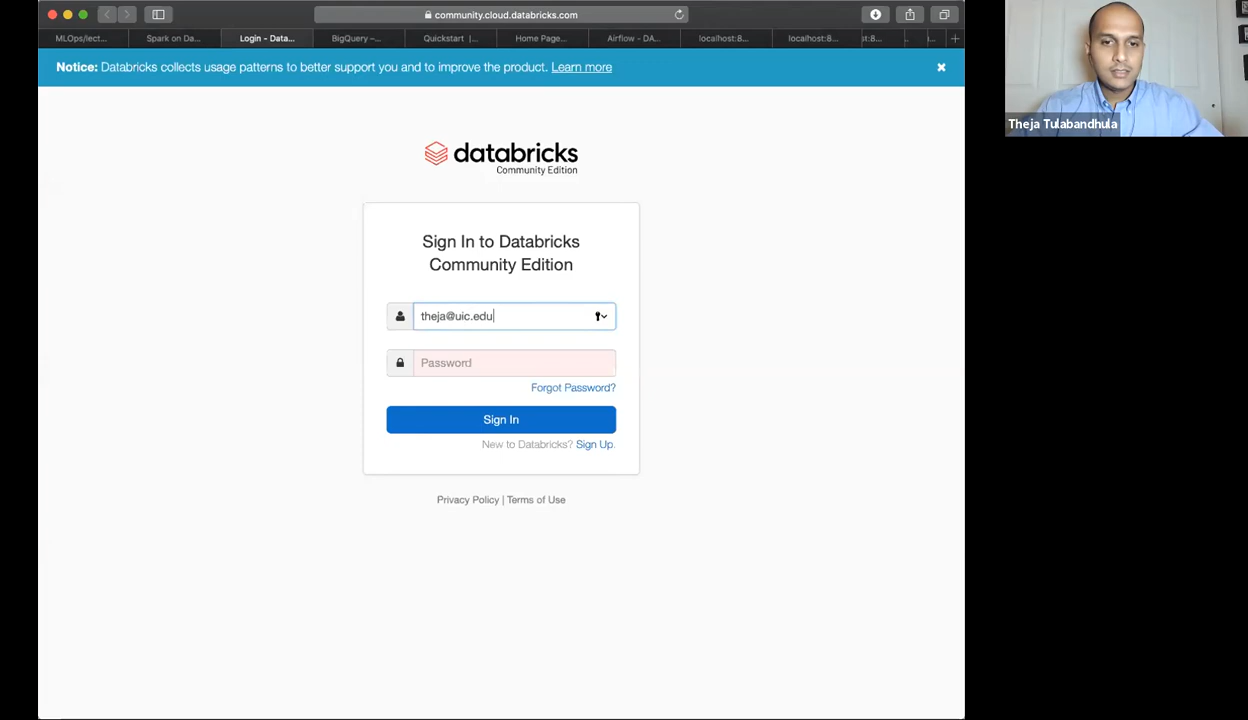 community.cloud.databricks.com
MLOps/lect...
Spark on Da...
Login - Data...
BigQuery –...
Quickstart |...
Home Page...
Airflow - DA...
localhost:8...
localhost:8...
Notice: Databricks collects usage patterns to better support you and to improve the product. Learn more
Theja Tulabandhula
databricks
Community Edition
Sign In to Databricks
Community Edition
theja@uic.edu
Password
Forgot Password?
Sign In
New to Databricks? Sign Up.
Privacy Policy | Terms of Use